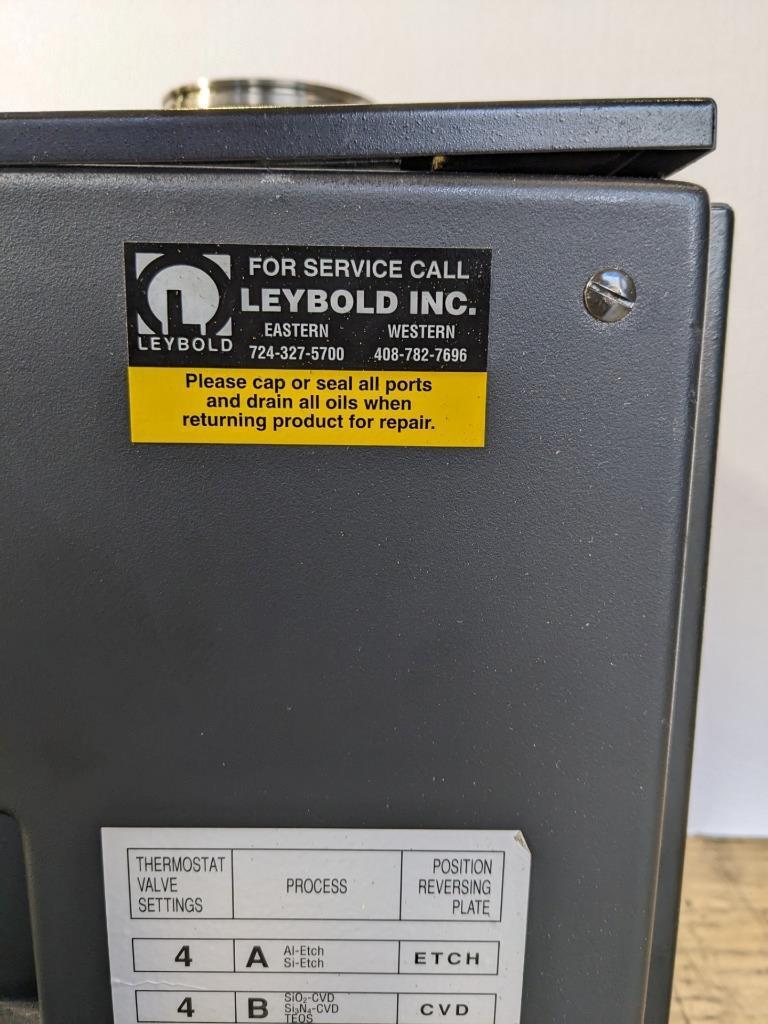 LEYBOLD
FOR SERVICE CALL
LEYBOLD INC.
EASTERN WESTERN
724-327-5700 408-782-7696
Please cap or seal all ports
and drain all oils when
returning product for repair.
THERMOSTAT
VALVE
SETTINGS
PROCESS
POSITION
REVERSING
PLATE
4 A Al-Etch
Si-Etch
ETCH
4 B SiO₂-CVD
Si₃N₄-CVD
TEOS
CVD